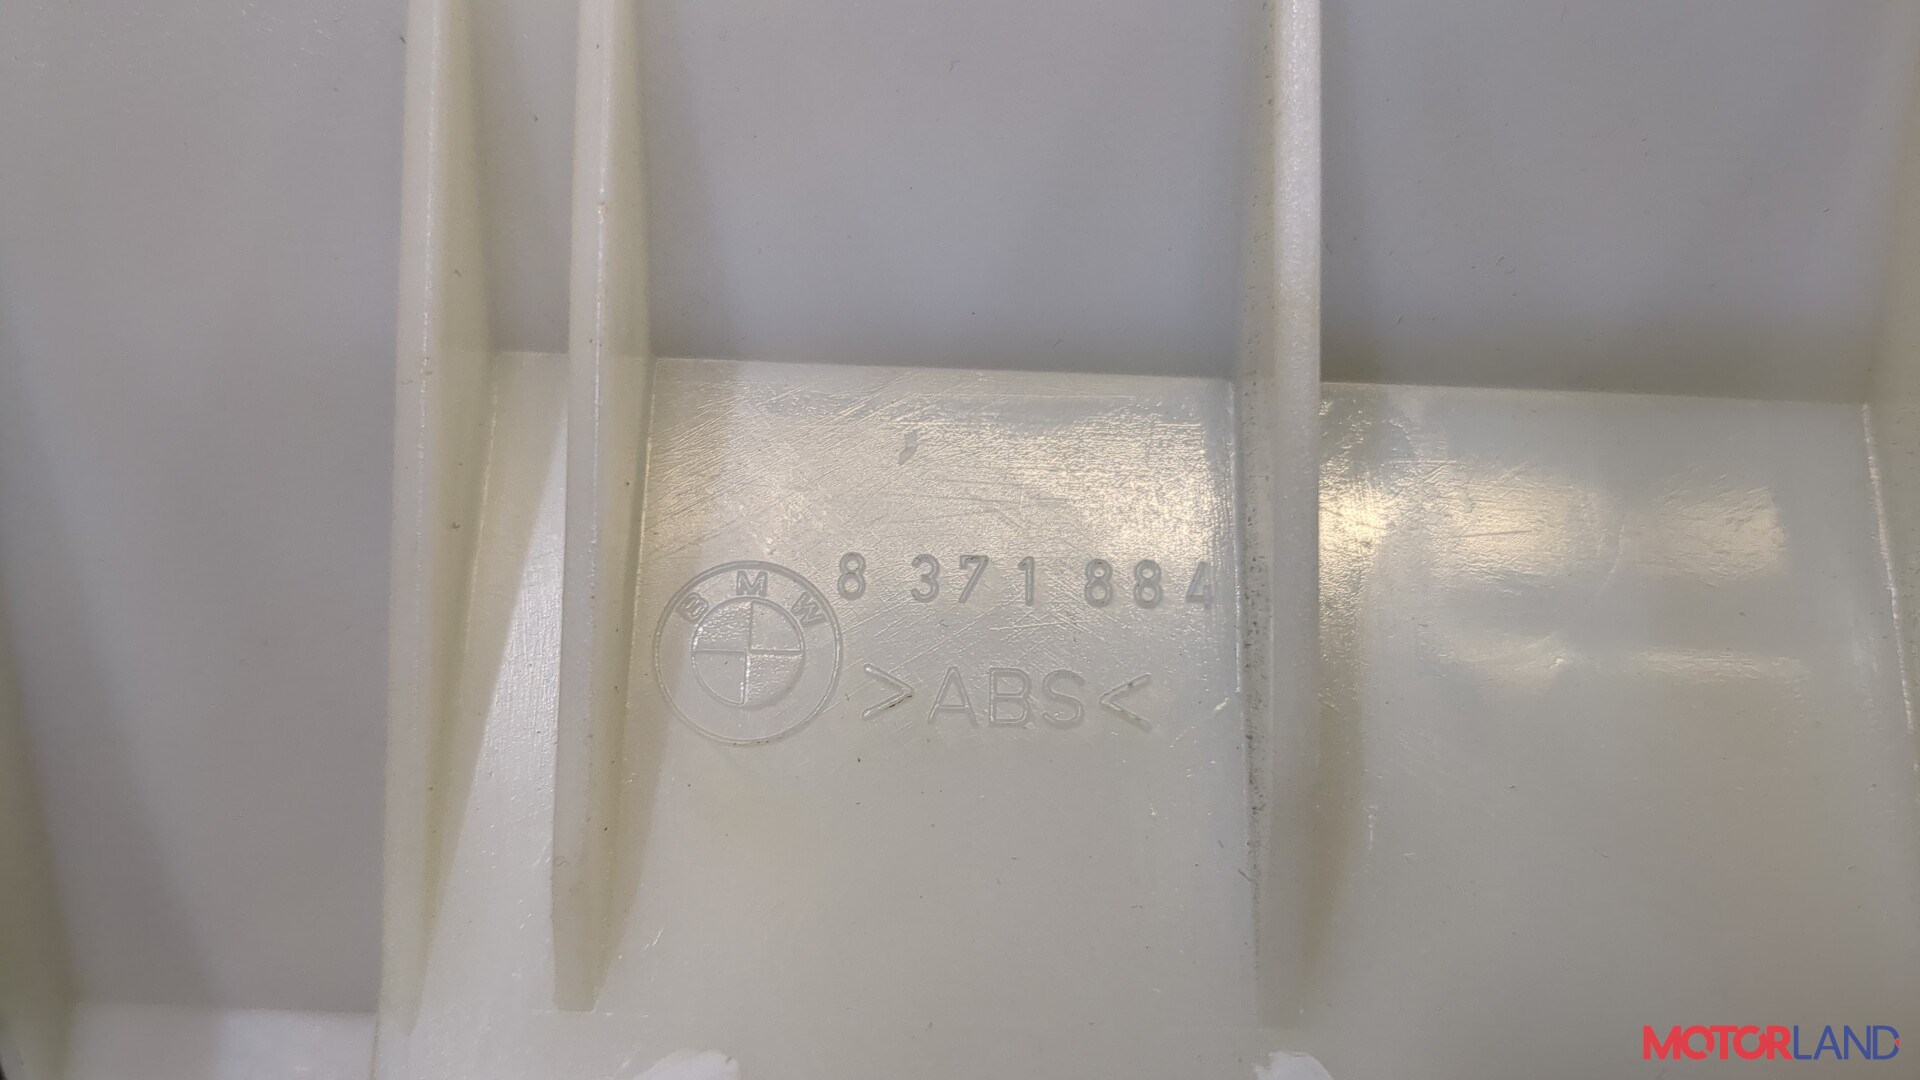 BMW
8 371 884
>ABS<
MOTORLAND